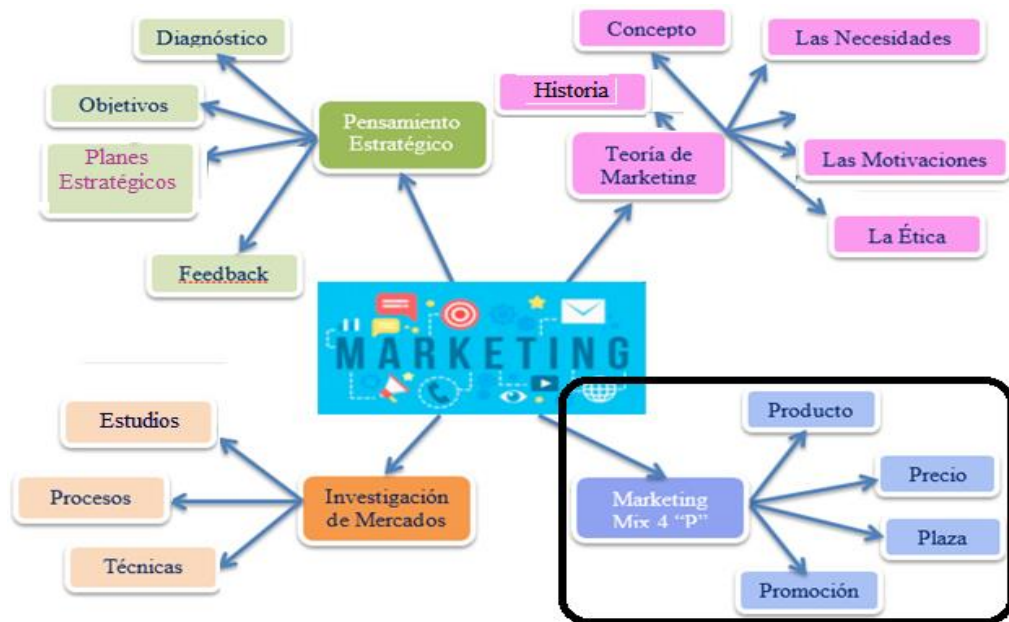 Diagnóstico
Objetivos
Planes
Estratégicos
Feedback
Pensamiento
Estratégico
Concepto
Historia
Teoría de
Marketing
Las Necesidades
Las Motivaciones
La Ética
MARKETING
Estudios
Procesos
Técnicas
Investigación
de Mercados
Marketing
Mix 4 “P”
Producto
Precio
Plaza
Promoción